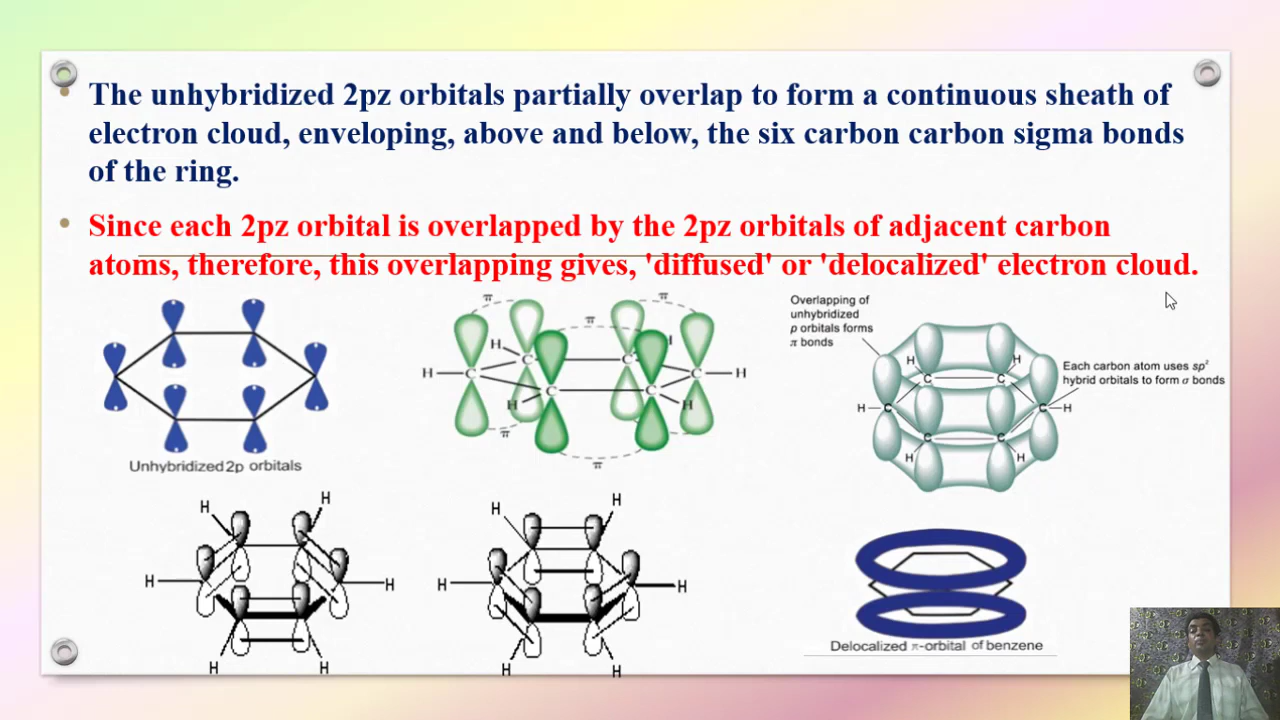 The unhybridized 2pz orbitals partially overlap to form a continuous sheath of
electron cloud, enveloping, above and below, the six carbon carbon sigma bonds
of the ring.
Since each 2pz orbital is overlapped by the 2pz orbitals of adjacent carbon
atoms, therefore, this overlapping gives, 'diffused' or 'delocalized' electron cloud.
Unhybridized 2p orbitals
π π
π
H
H C C C H
C C
H H
π
π
Overlapping of
unhybridized
p orbitals forms
π bonds
Each carbon atom uses sp² 
hybrid orbitals to form σ bonds
H H
C C
H C C H
C C
H H
H H
H H
H H
H H
H H
H H
Delocalized π-orbital of benzene